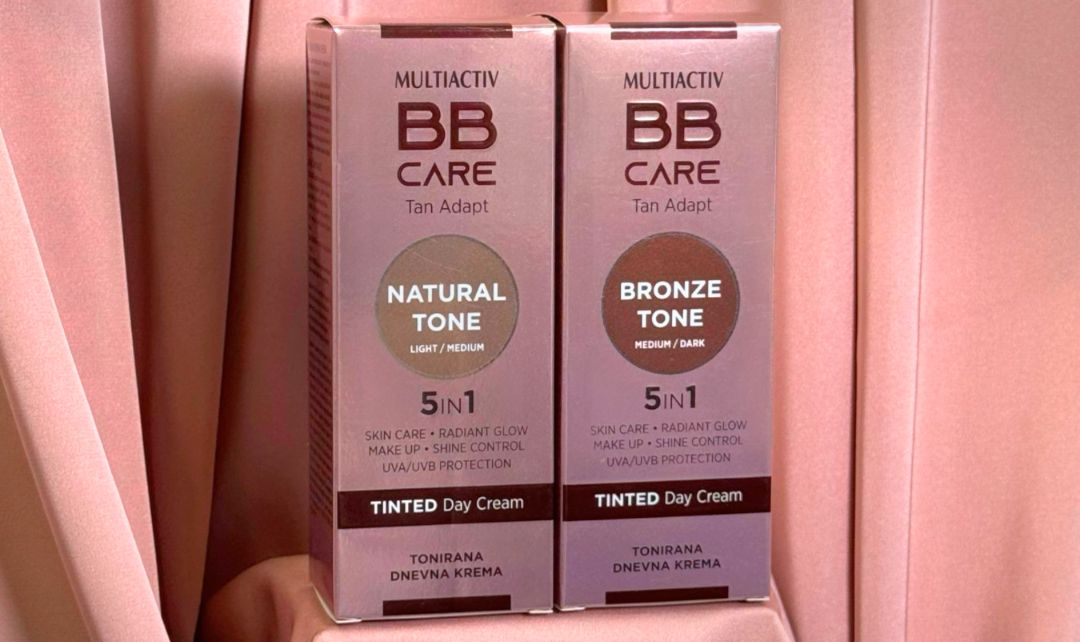 MULTIACTIV
BB
CARE
Tan Adapt
NATURAL
TONE
LIGHT / MEDIUM
5IN1
SKIN CARE • RADIANT GLOW
MAKE UP • SHINE CONTROL
UVA/UVB PROTECTION
TINTED Day Cream
TONIRANA
DNEVNA KREMA
MULTIACTIV
BB
CARE
Tan Adapt
BRONZE
TONE
MEDIUM / DARK
5IN1
SKIN CARE • RADIANT GLOW
MAKE UP • SHINE CONTROL
UVA/UVB PROTECTION
TINTED Day Cream
TONIRANA
DNEVNA KREMA